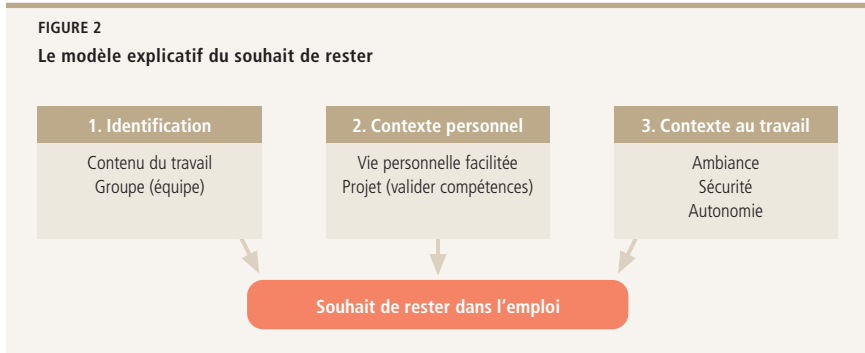 FIGURE 2
Le modèle explicatif du souhait de rester
1. Identification
Contenu du travail
Groupe (équipe)
2. Contexte personnel
Vie personnelle facilitée
Projet (valider compétences)
3. Contexte au travail
Ambiance
Sécurité
Autonomie
Souhait de rester dans l'emploi